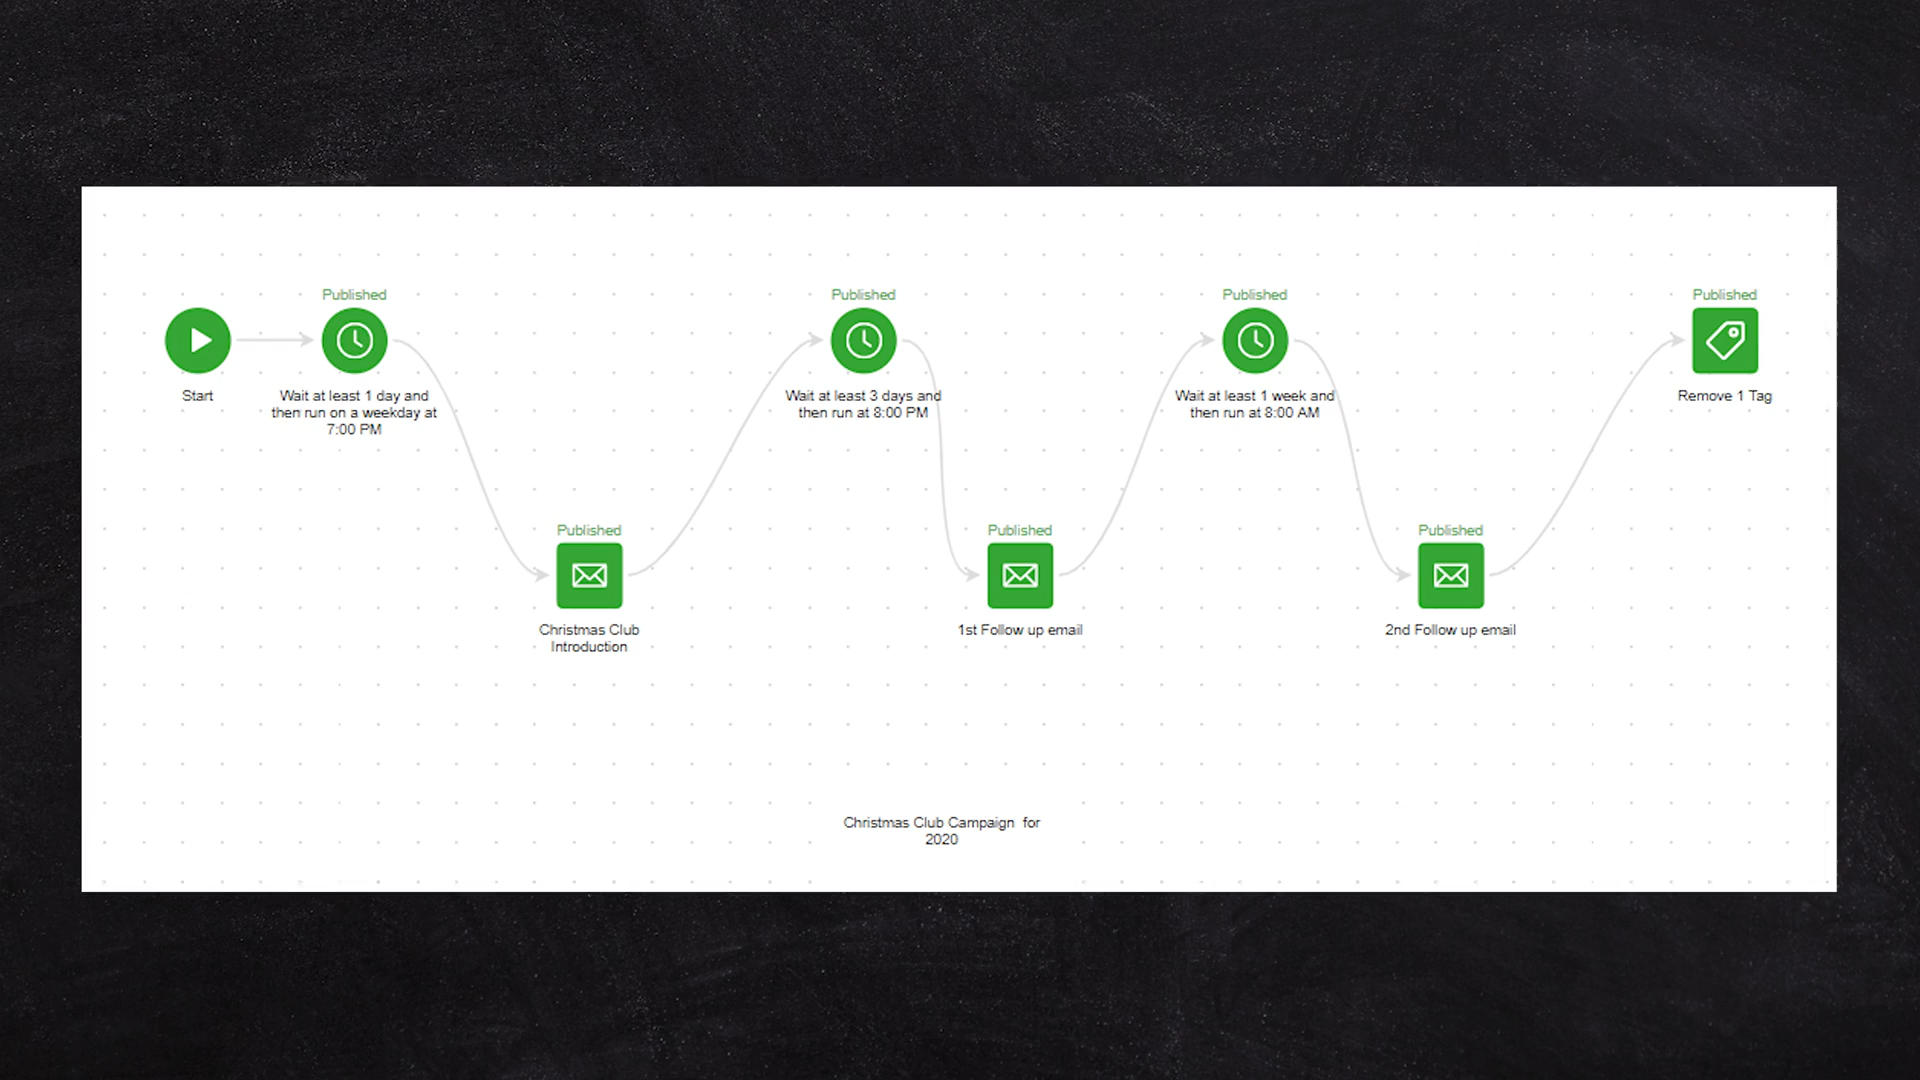 Published
Start
Wait at least 1 day and
then run on a weekday at
7:00 PM
Published
Christmas Club
Introduction
Published
Wait at least 3 days and
then run at 8:00 PM
Published
1st Follow up email
Published
Wait at least 1 week and
then run at 8:00 AM
Published
2nd Follow up email
Published
Remove 1 Tag
Christmas Club Campaign for
2020